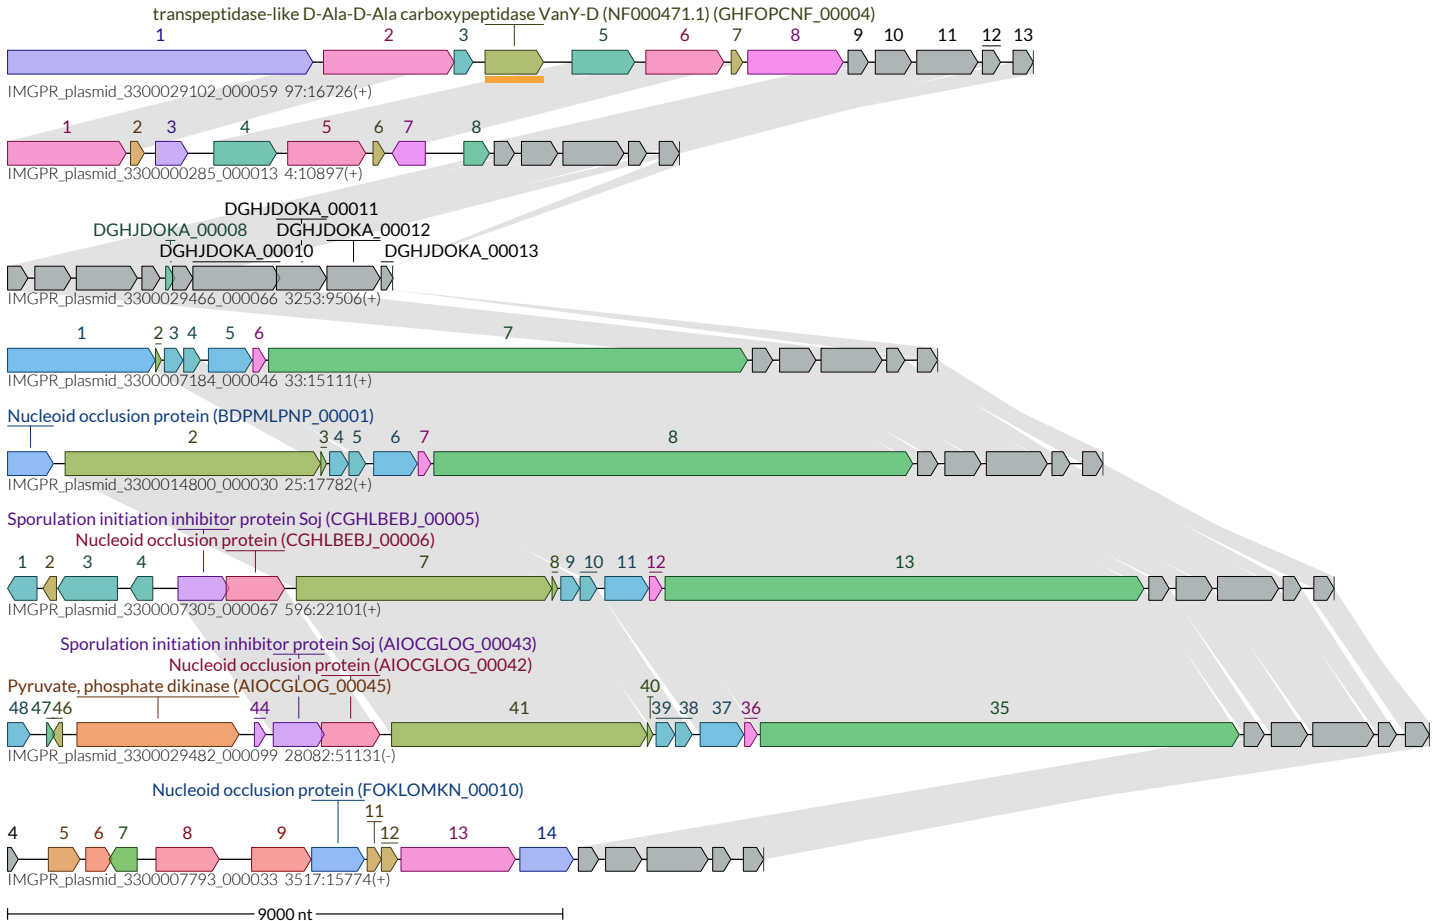 transpeptidase-like D-Ala-D-Ala carboxypeptidase VanY-D (NF000471.1) (GHFOPCNF_00004)
1 2 3 5 6 7 8 9 10 11 12 13
IMGPR_plasmid_3300029102_000059 97:16726(+)
1 2 3 4 5 6 7 8
IMGPR_plasmid_3300000285_000013 4:10897(+)
DGHJDOKA_00011
DGHJDOKA_00008 DGHJDOKA_00012
DGHJDOKA_00010 DGHJDOKA_00013
IMGPR_plasmid_3300029466_000066 3253:9506(+)
1 2 3 4 5 6 7
IMGPR_plasmid_3300007184_000046 33:15111(+)
Nucleoid occlusion protein (BDPMLPNP_00001)
2 3 4 5 6 7 8
IMGPR_plasmid_3300014800_000030 25:17782(+)
Sporulation initiation inhibitor protein Soj (CGHLBEBJ_00005)
Nucleoid occlusion protein (CGHLBEBJ_00006)
1 2 3 4 7 8 9 10 11 12 13
IMGPR_plasmid_3300007305_000067 596:22101(+)
Sporulation initiation inhibitor protein Soj (AIOCGLOG_00043)
Nucleoid occlusion protein (AIOCGLOG_00042)
Pyruvate, phosphate dikinase (AIOCGLOG_00045) 40
48 47 46 44 41 39 38 37 36 35
IMGPR_plasmid_3300029482_000099 28082:51131(-)
Nucleoid occlusion protein (FOKLOMKN_00010)
11
4 5 6 7 8 9 12 13 14
IMGPR_plasmid_3300007793_000033 3517:15774(+)
9000 nt